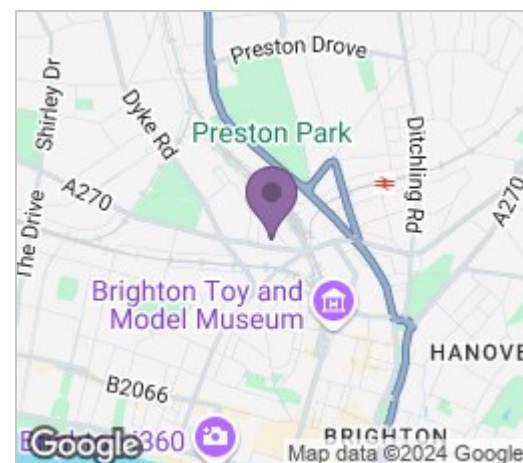 Preston Drove
Shirley Dr
Dyke Rd
Preston Park
Ditchling Rd
A270
A270
The Drive
Brighton Toy and
Model Museum
HANOVE
B2066
BRIGHTON
i360
Google
Map data ©2024 Google